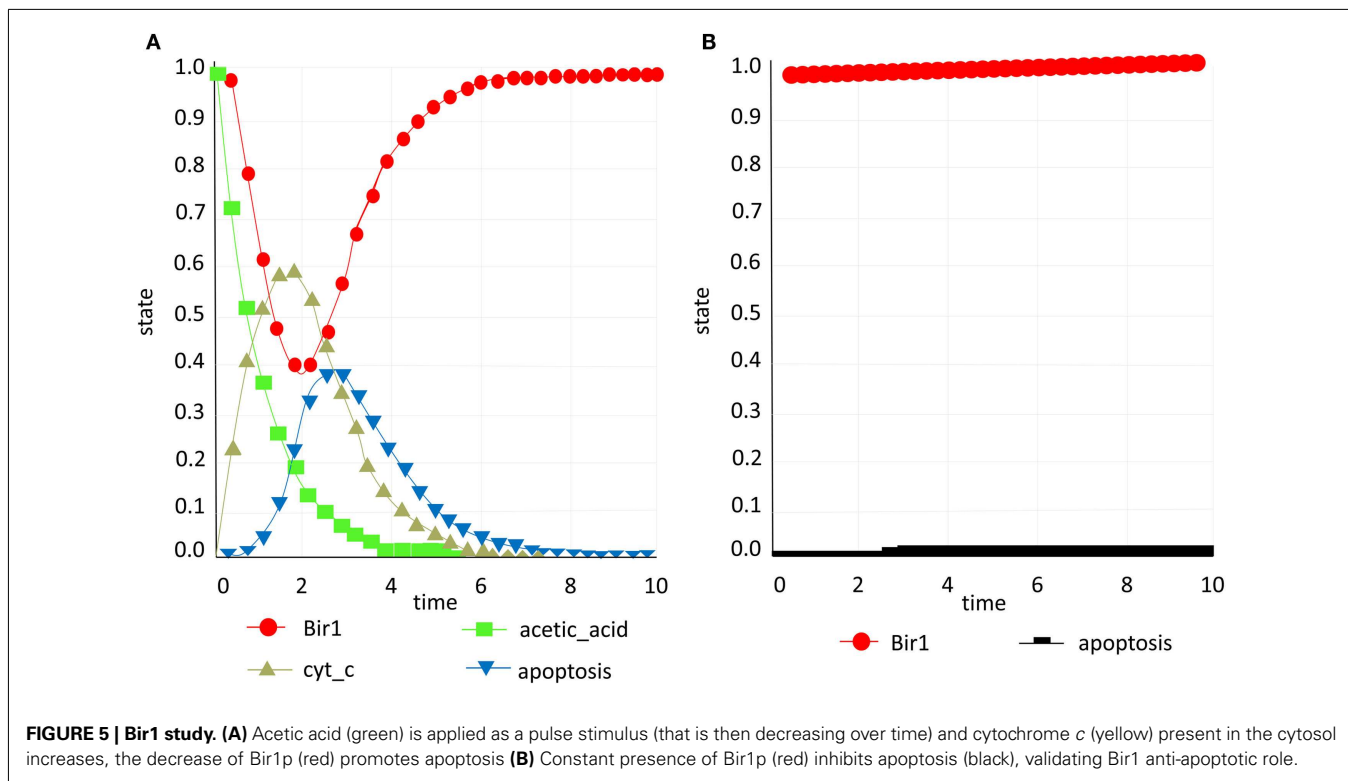 A
1.0
0.9
0.8
0.7
0.6
0.5
0.4
0.3
0.2
0.1
0.0
state
0 2 4 6 8 10
time
Bir1 acetic_acid
cyt_c apoptosis
B
1.0
0.9
0.8
0.7
0.6
0.5
0.4
0.3
0.2
0.1
0.0
state
0 2 4 6 8 10
time
Bir1 apoptosis
FIGURE 5 | Bir1 study. (A) Acetic acid (green) is applied as a pulse stimulus (that is then decreasing over time) and cytochrome c (yellow) present in the cytosol
increases, the decrease of Bir1p (red) promotes apoptosis (B) Constant presence of Bir1p (red) inhibits apoptosis (black), validating Bir1 anti-apoptotic role.